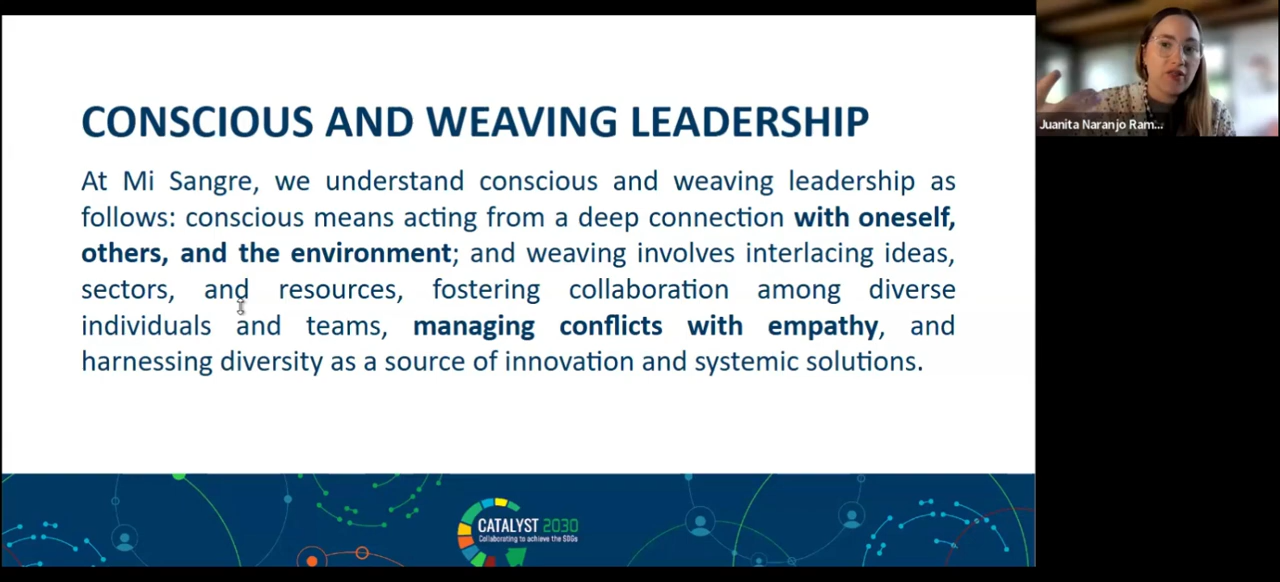 CONSCIOUS AND WEAVING LEADERSHIP
At Mi Sangre, we understand conscious and weaving leadership as
follows: conscious means acting from a deep connection with oneself,
others, and the environment; and weaving involves interlacing ideas,
sectors, and resources, fostering collaboration among diverse
individuals and teams, managing conflicts with empathy, and
harnessing diversity as a source of innovation and systemic solutions.
Juanita Naranjo Ram...
CATALYST 2030
Collaborating to achieve the SDGs